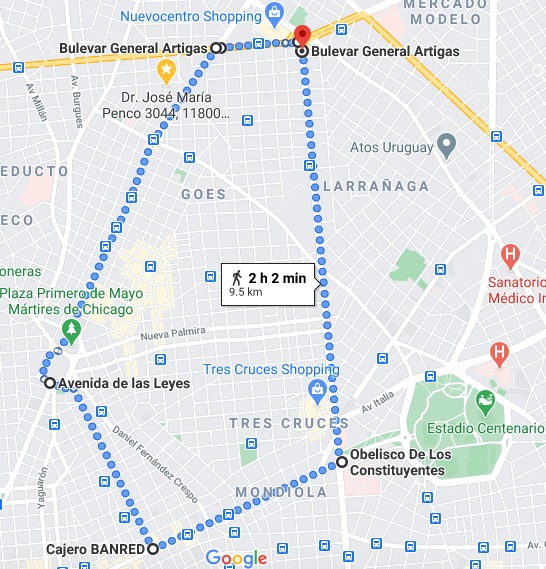 MERCADO
MODELO
Nuevocentro Shopping
Bulevar General Artigas
Bulevar General Artigas
Av. Millán
Av. Burgues
Dr. José María
Penco 3044, 11800...
Atos Uruguay
EDUCTO
GOES
LARRAÑAGA
ECO
H
oneras
2 h 2 min
9.5 km
Sanatorio
Médico In
Plaza Primero de Mayo
Mártires de Chicago
Nueva Palmira
H
Tres Cruces Shopping
Avenida de las Leyes
Av Italia
TRES CRUCES
Estadio Centenario
Daniel Fernández Crespo
Obelisco De Los
Constituyentes
Yaguarón
MONDIOLA
Cajero BANRED
Google